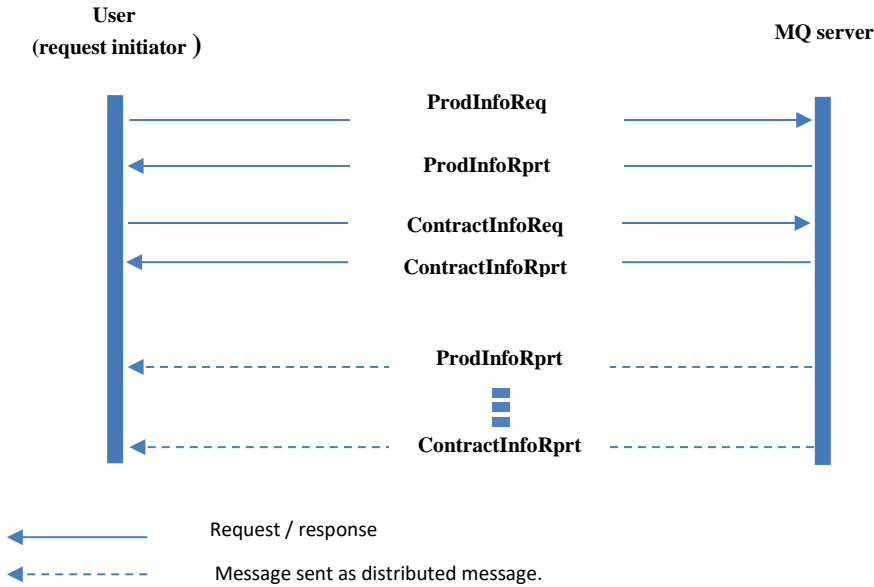 User
(request initiator )
MQ server
ProdInfoReq
ProdInfoRprt
ContractInfoReq
ContractInfoRprt
ProdInfoRprt
ContractInfoRprt
Request / response
Message sent as distributed message.